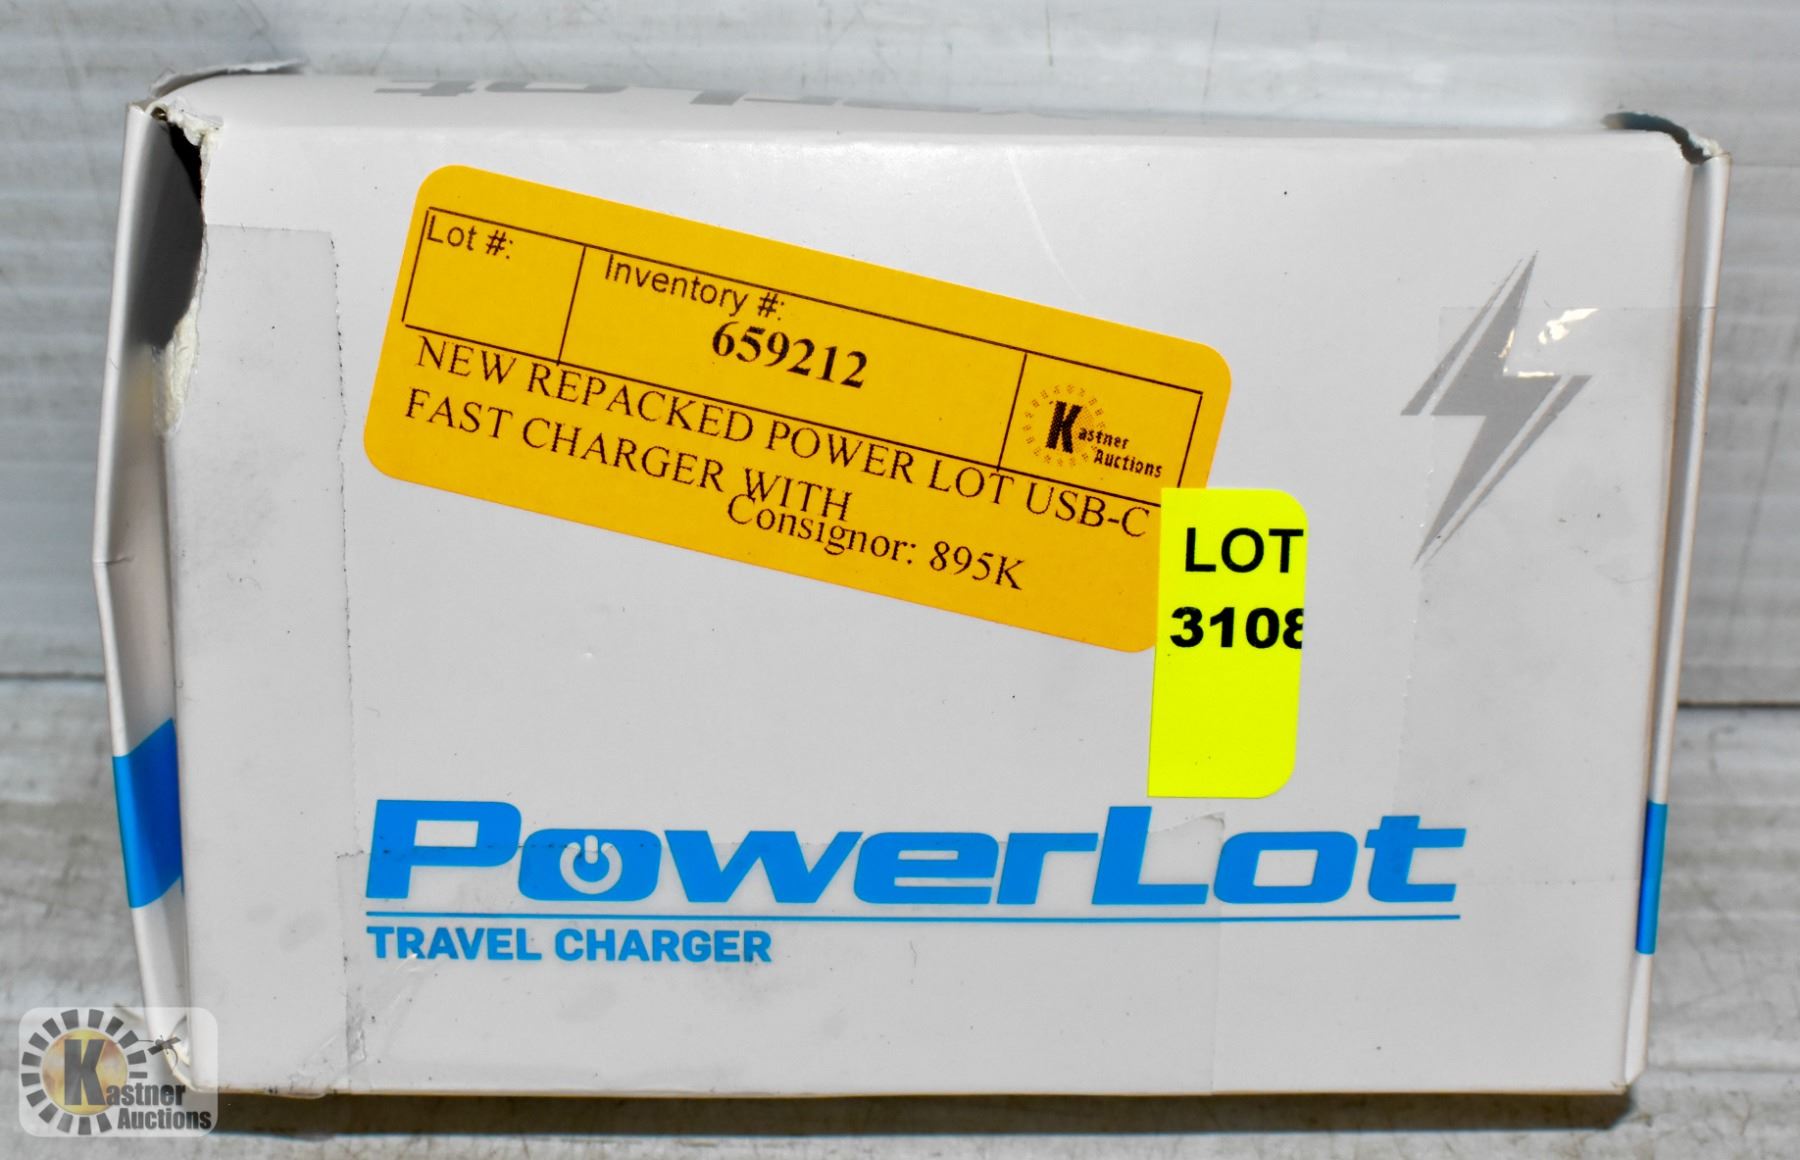 Lot #:
Inventory #:
659212
Kastner
Auctions
NEW REPACKED POWER LOT USB-C
FAST CHARGER WITH
Consignor: 895K
LOT
3108
PowerLot
TRAVEL CHARGER
Kastner
Auctions